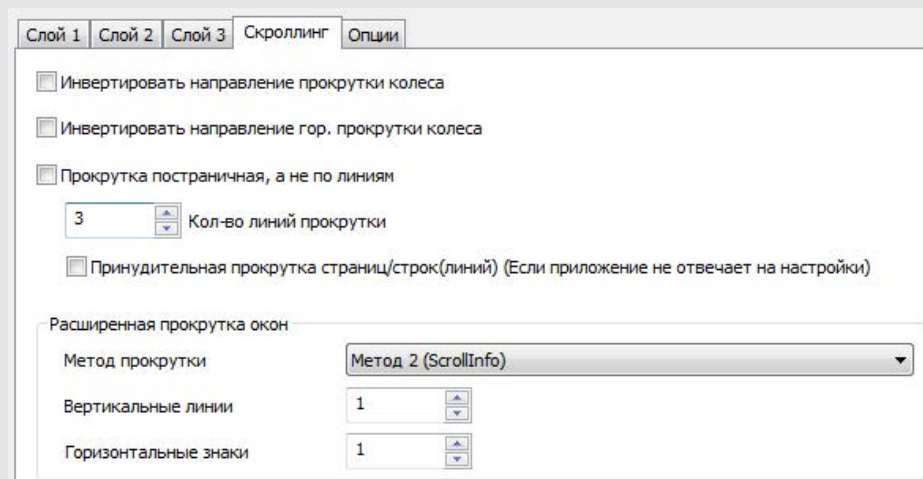 Слой 1 Слой 2 Слой 3 Скроллинг Опции
Инвертировать направление прокрутки колеса
Инвертировать направление гор. прокрутки колеса
Прокрутка постраничная, а не по линиям
3 Кол-во линий прокрутки
Принудительная прокрутка страниц/строк(линий) (Если приложение не отвечает на настройки)
Расширенная прокрутка окон
Метод прокрутки Метод 2 (ScrollInfo)
Вертикальные линии 1
Горизонтальные знаки 1